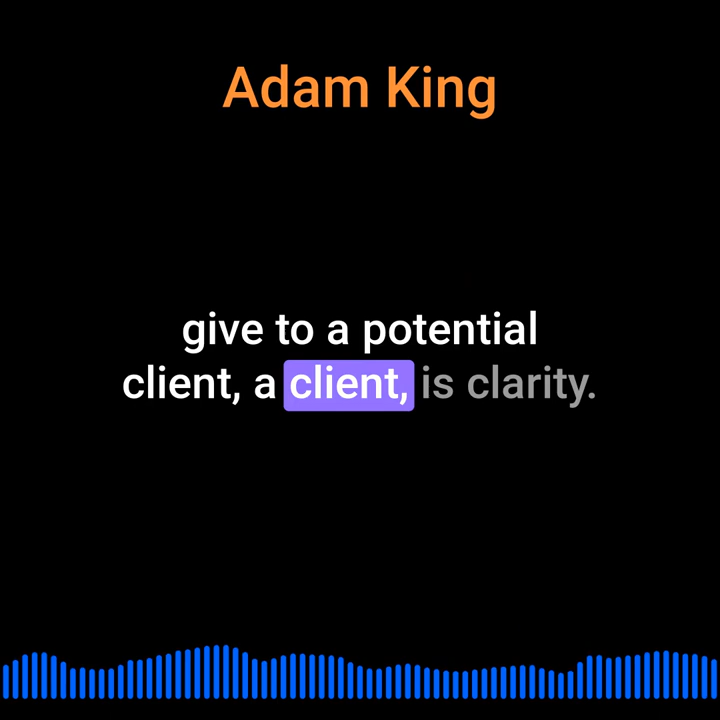 Adam King
give to a potential
client, a client, is clarity.